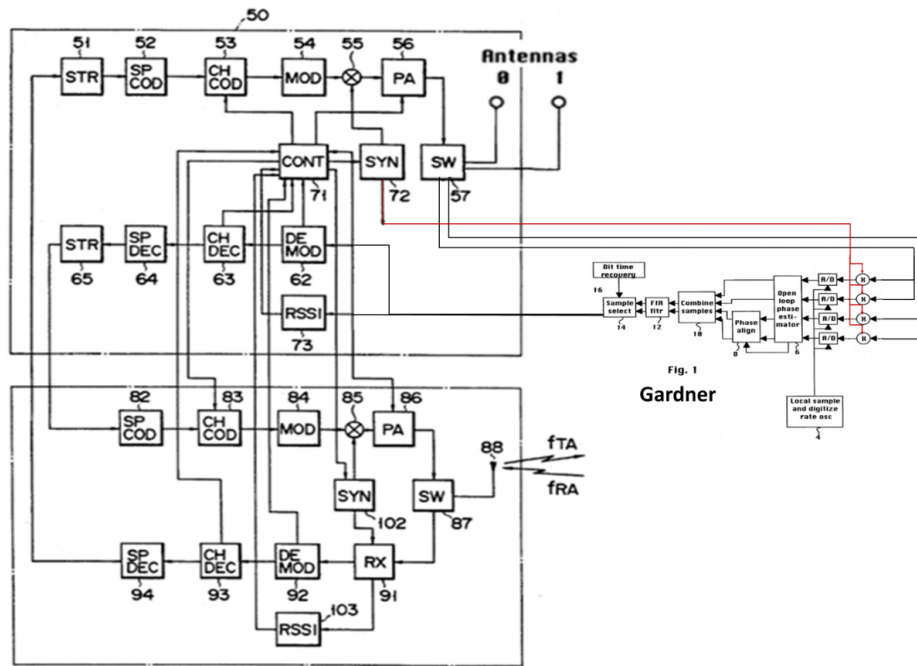 50
51 52 53 54 55 56
Antennas
0 1
STR SP COD CH COD MOD PA
CONT SYN SW
71 72 57
STR SP DEC CH DEC DE MOD
65 64 63 62
RSSI
73
Bit time recovery
16
Sample select
14
FIR fltr
12
Combine samples
10
Phase align
8
Open loop phase esti-mator
6
A/D X
A/D X
A/D X
A/D X
Fig. 1
Gardner
Local sample and digitize rate osc
4
82 83 84 85 86
SP COD CH COD MOD PA
88
fTA
fRA
SYN SW
102 87
SP DEC CH DEC DE MOD RX
94 93 92 91
103
RSSI